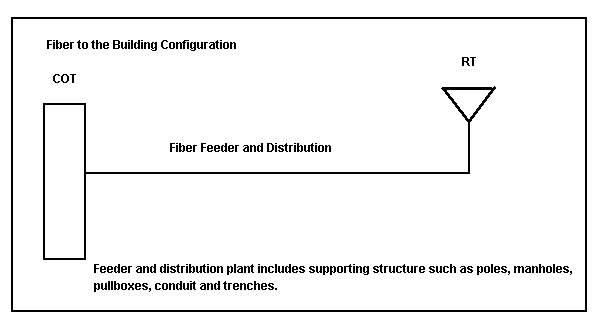 Fiber to the Building Configuration
RT
COT
Fiber Feeder and Distribution
Feeder and distribution plant includes supporting structure such as poles, manholes,
pullboxes, conduit and trenches.